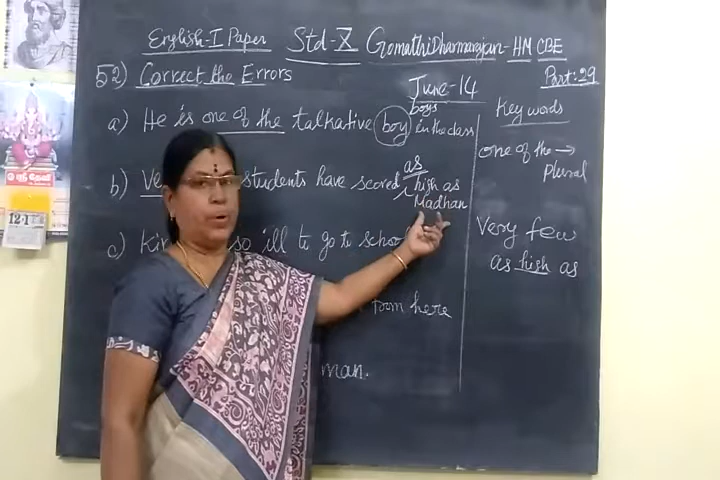 English-I Paper Std-X GomathiDharmarajan-HM CBE
52) Correct the Errors
June-14
Part:29
boys
a) He is one of the talkative boy in the class
Key words
one of the →
plural
as
b) Ve students have scored high as
Madhan
Very few
as high as
c) Kir so ill to go to school
from here
man.
12-1